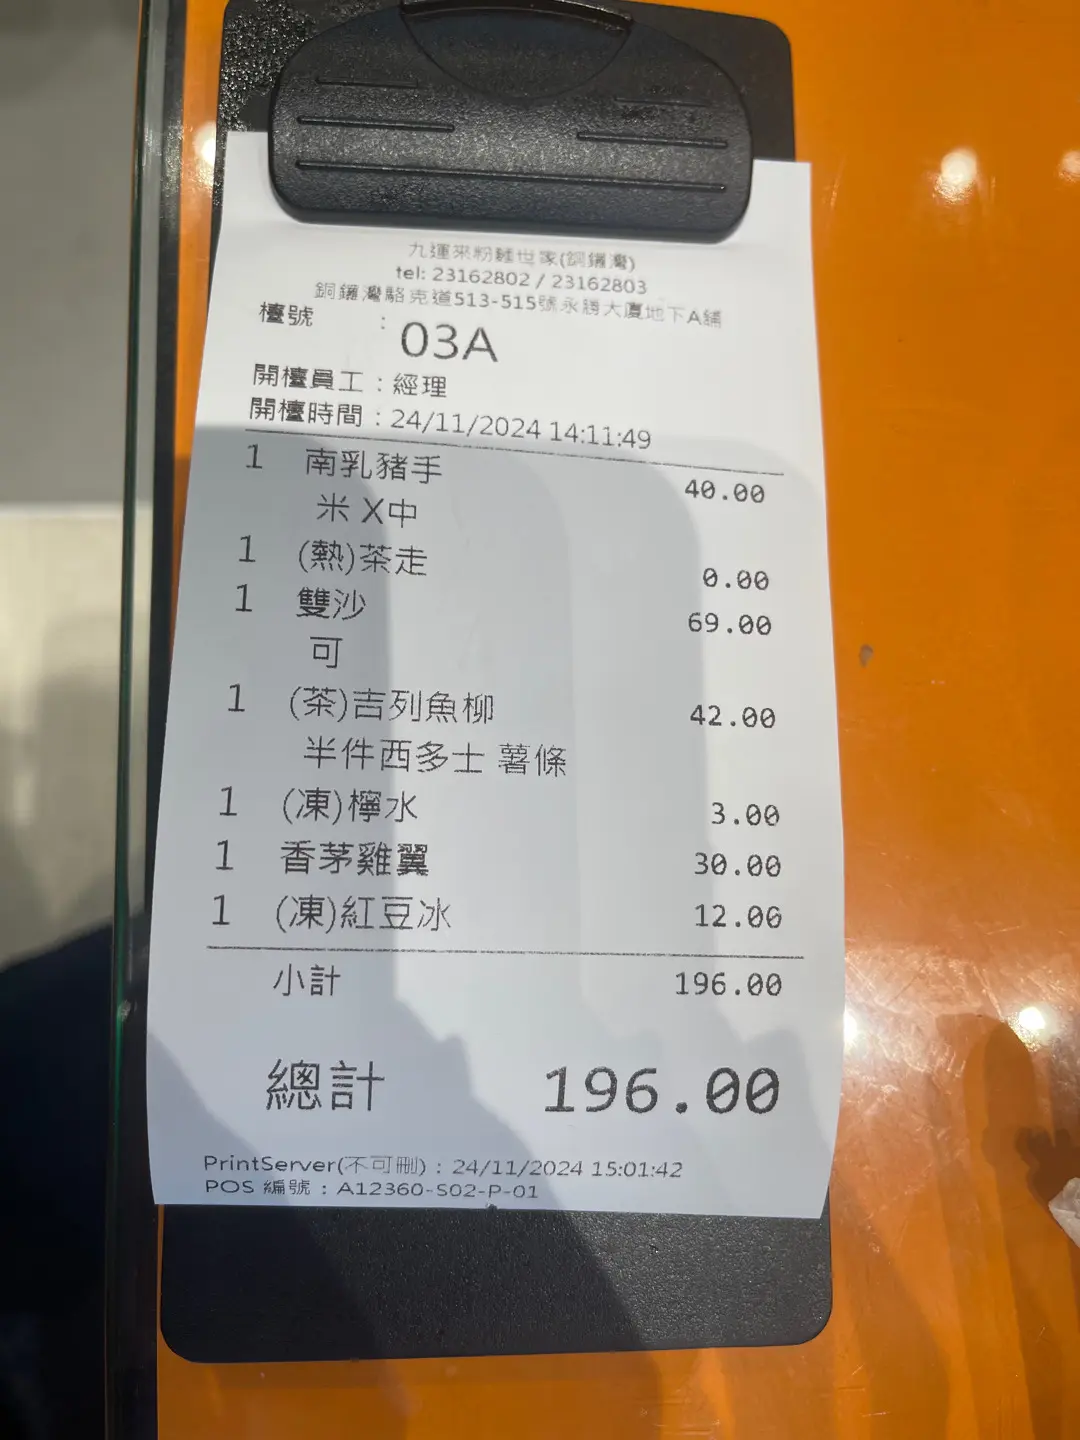 九運來粉麵世家(銅鑼灣)
tel: 23162802 / 23162803
銅鑼灣駱克道513-515號永勝大廈地下A舖
檯號 : 03A
開檯員工 : 經理
開檯時間 : 24/11/2024 14:11:49
1 南乳豬手 40.00
米 X中
1 (熱)茶走 0.00
1 雙沙 69.00
可
1 (茶)吉列魚柳 42.00
半件西多士 薯條
1 (凍)檸水 3.00
1 香茅雞翼 30.00
1 (凍)紅豆冰 12.00
小計 196.00
總計 196.00
PrintServer(不可刪) : 24/11/2024 15:01:42
POS 編號 : A12360-S02-P-01